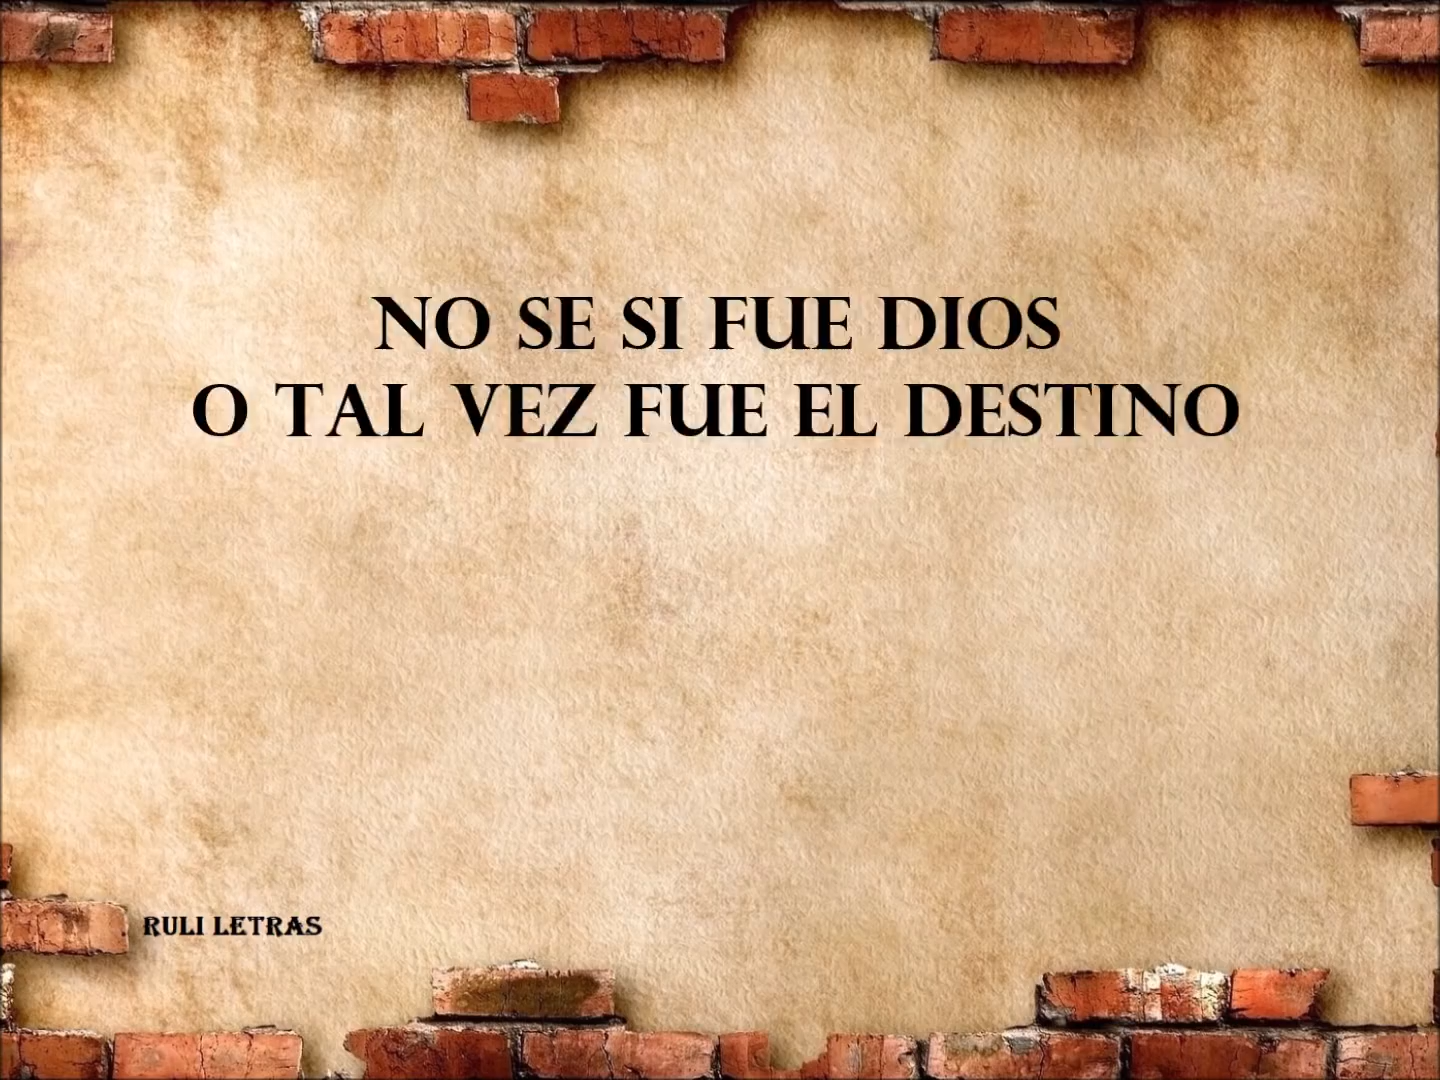 NO SE SI FUE DIOS
O TAL VEZ FUE EL DESTINO
RULI LETRAS